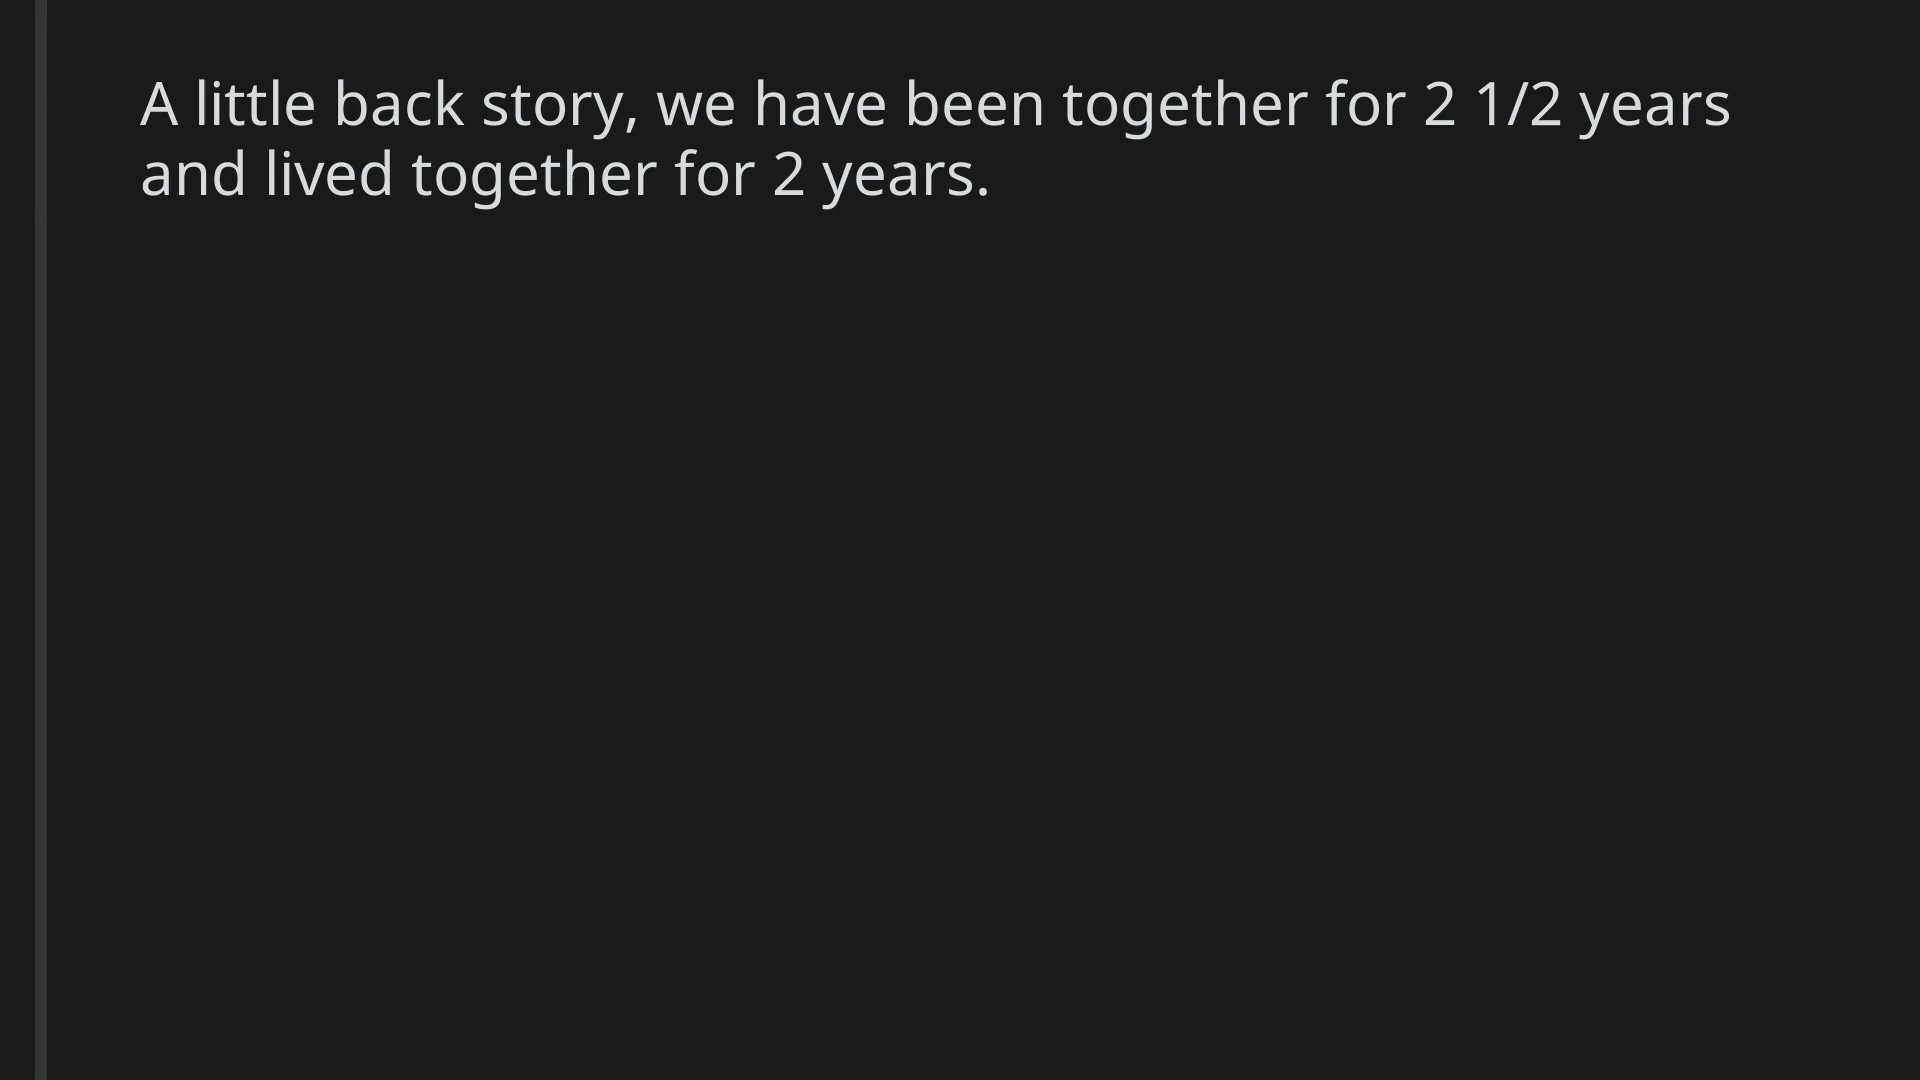 A little back story, we have been together for 2 1/2 years
and lived together for 2 years.